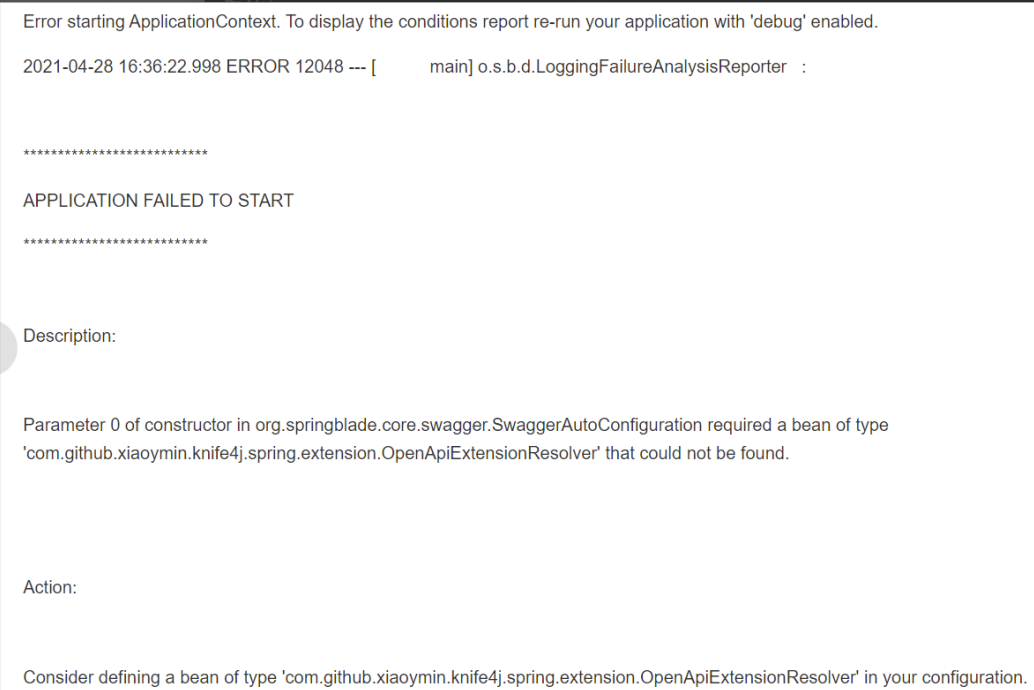 Error starting ApplicationContext. To display the conditions report re-run your application with 'debug' enabled.
2021-04-28 16:36:22.998 ERROR 12048 --- [           main] o.s.b.d.LoggingFailureAnalysisReporter   :
***************************
APPLICATION FAILED TO START
***************************
Description:
Parameter 0 of constructor in org.springblade.core.swagger.SwaggerAutoConfiguration required a bean of type
'com.github.xiaoymin.knife4j.spring.extension.OpenApiExtensionResolver' that could not be found.
Action:
Consider defining a bean of type 'com.github.xiaoymin.knife4j.spring.extension.OpenApiExtensionResolver' in your configuration.